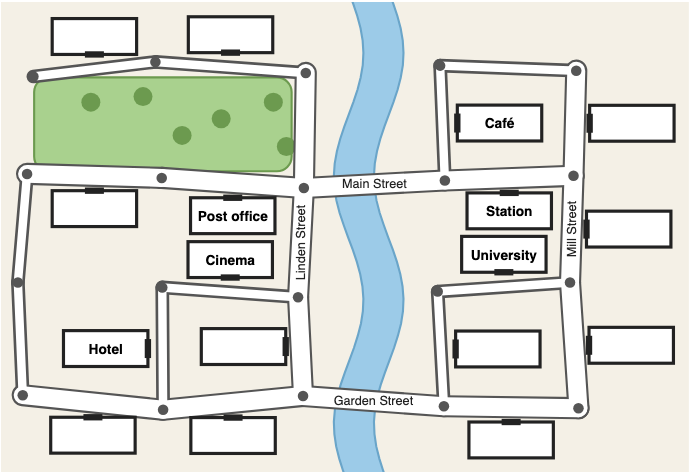 Café
Main Street
Post office
Station
Linden Street
Mill Street
Cinema
University
Hotel
Garden Street